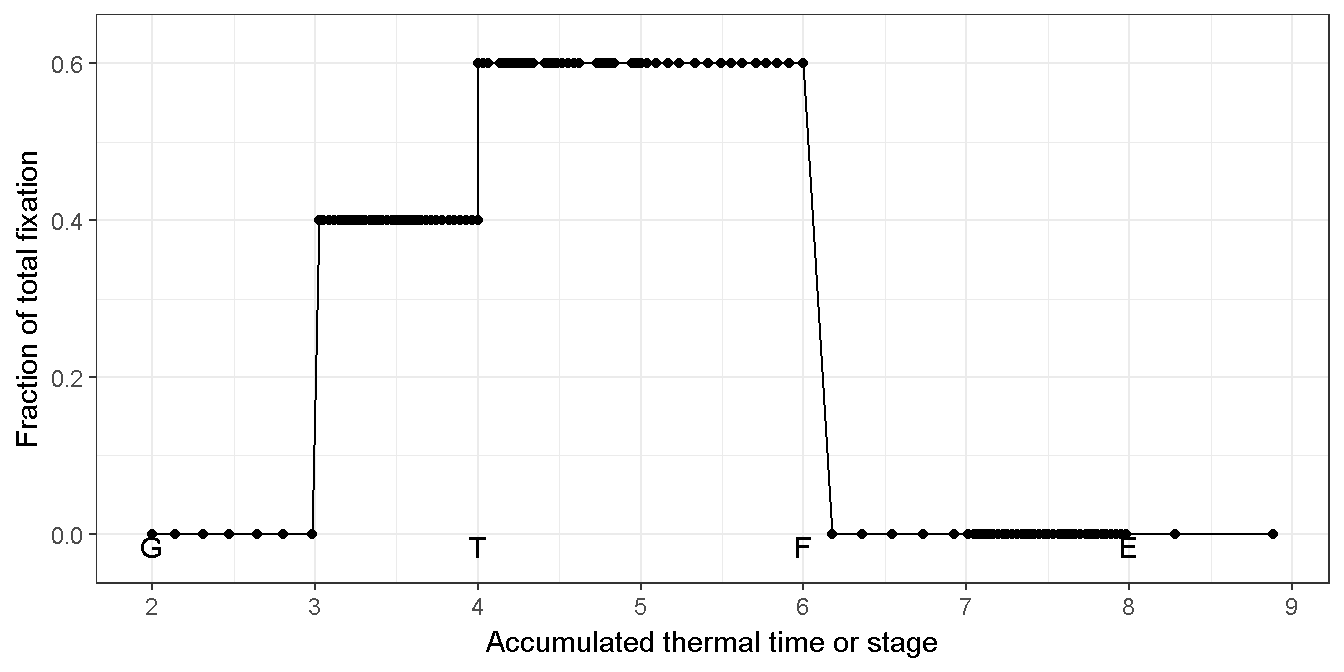 Fraction of total fixation
0.6
0.4
0.2
0.0
G T F E
2 3 4 5 6 7 8 9
Accumulated thermal time or stage